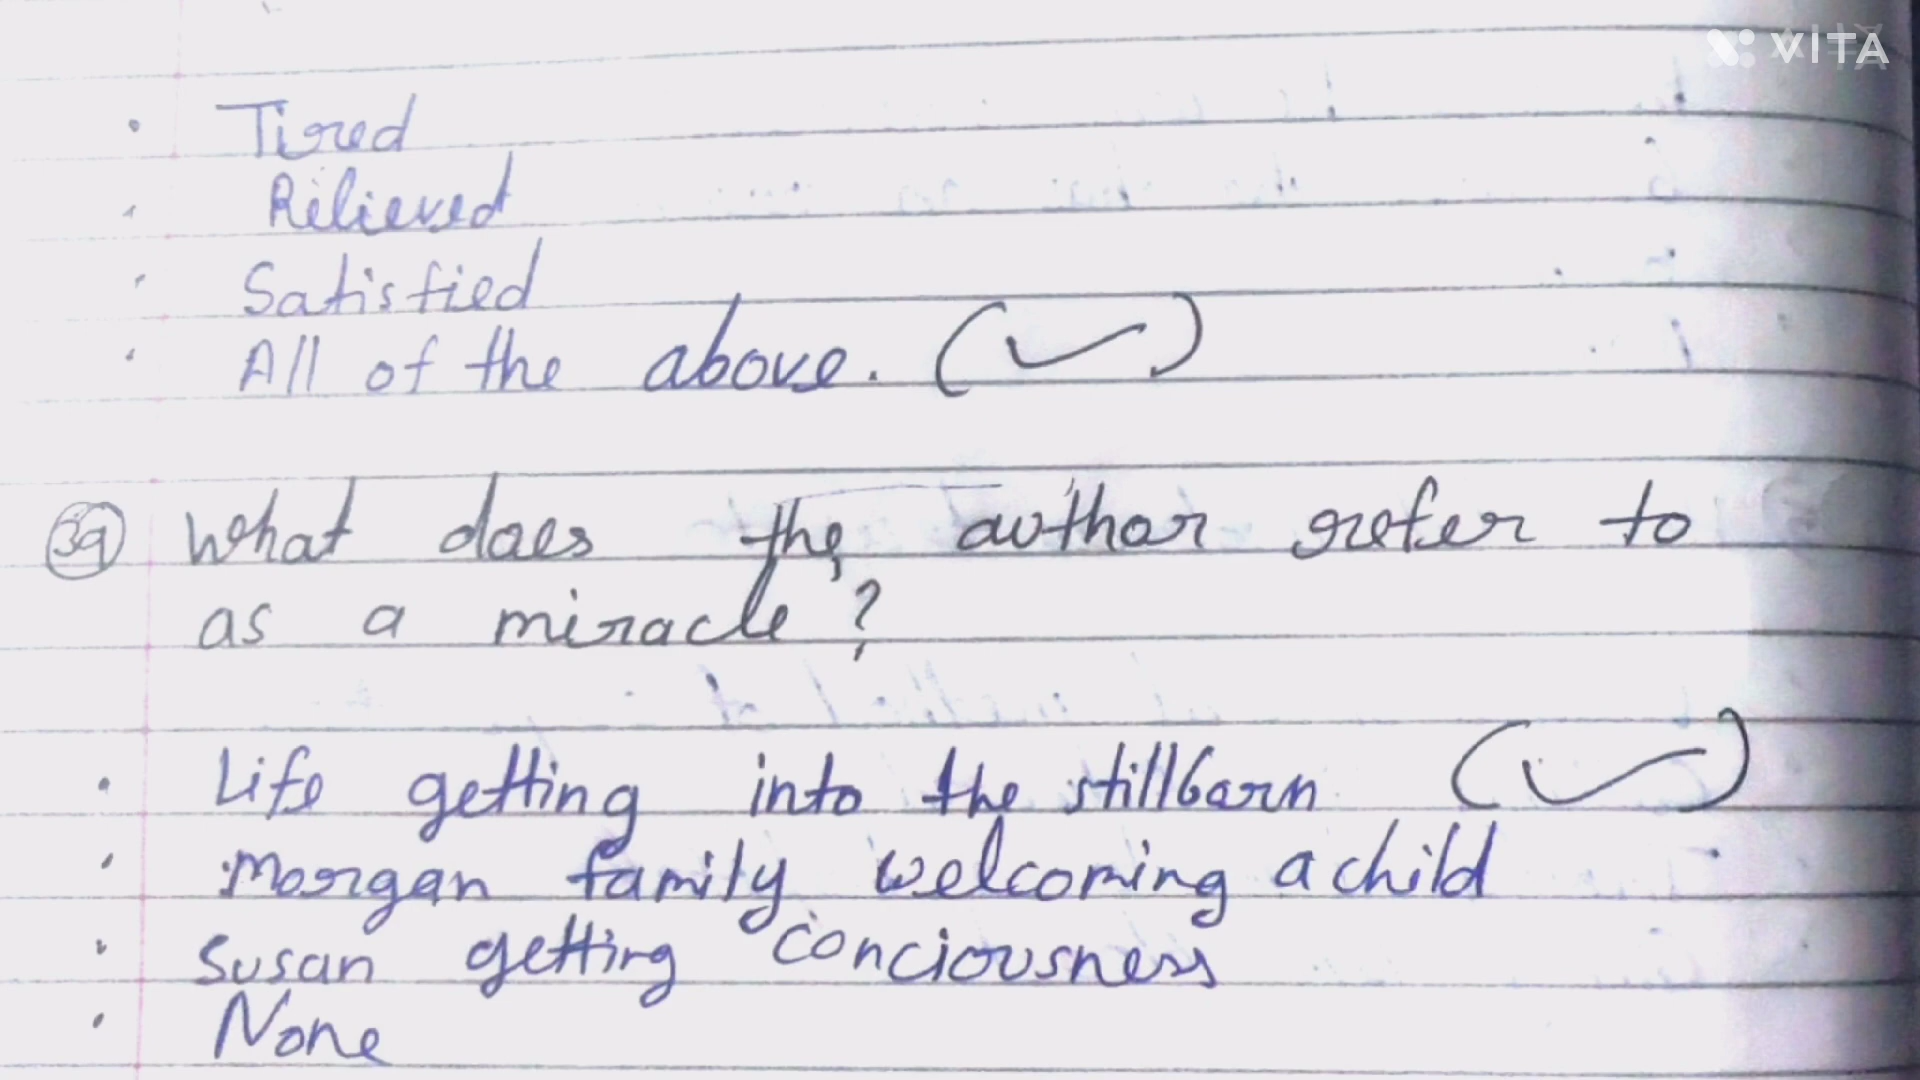 VITA
Tired
Relieved
Satisfied
All of the above. (✓)
39 What does the author refer to
as a miracle?
Life getting into the stillborn (✓)
Morgan family welcoming a child
Susan getting conciousness
None